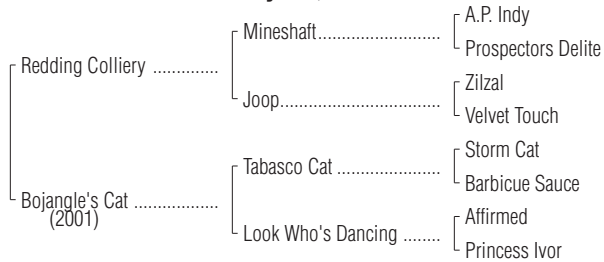 A.P. Indy
Mineshaft..............................
Prospectors Delite
Redding Colliery ..............
Zilzal
Joop.......................................
Velvet Touch
Storm Cat
Tabasco Cat .........................
Barbicue Sauce
Bojangle's Cat ..................
(2001)
Affirmed
Look Who's Dancing ........
Princess Ivor